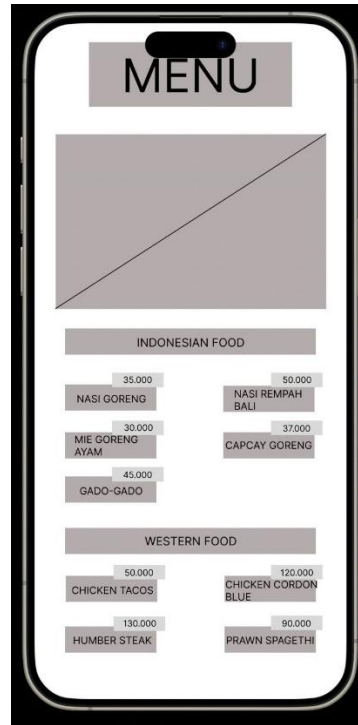 MENU
INDONESIAN FOOD
35.000
NASI GORENG
50.000
NASI REMPAH
BALI
30.000
MIE GORENG
AYAM
37.000
CAPCAY GORENG
45.000
GADO-GADO
WESTERN FOOD
50.000
CHICKEN TACOS
120.000
CHICKEN CORDON
BLUE
130.000
HUMBER STEAK
90.000
PRAWN SPAGETHI